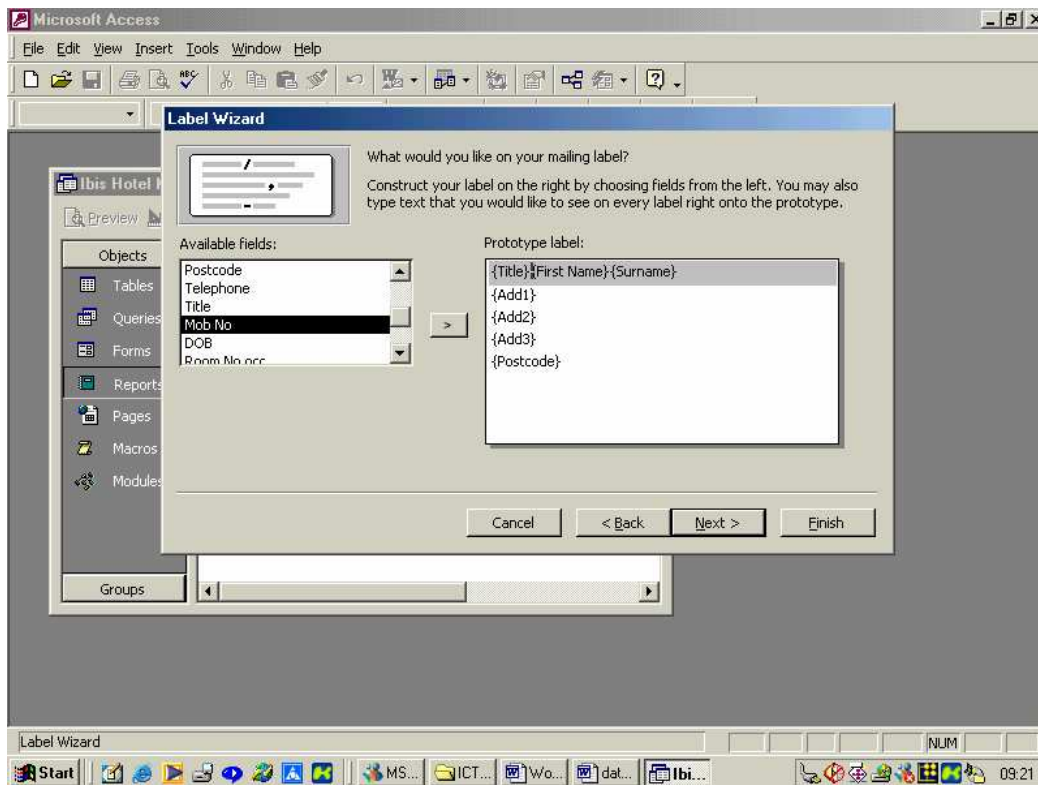 Microsoft Access
File Edit View Insert Tools Window Help
ABC
Label Wizard
What would you like on your mailing label?
Construct your label on the right by choosing fields from the left. You may also
type text that you would like to see on every label right onto the prototype.
Ibis Hotel
Preview
Objects
Tables
Queries
Forms
Reports
Pages
Macros
Modules
Groups
Available fields:
Postcode
Telephone
Title
Mob No
DOB
Room No occ
>
Prototype label:
{Title} {First Name} {Surname}
{Add1}
{Add2}
{Add3}
{Postcode}
Cancel
< Back
Next >
Finish
Label Wizard
NUM
Start
MS...
ICT...
Wo...
dat...
Ibi...
09:21